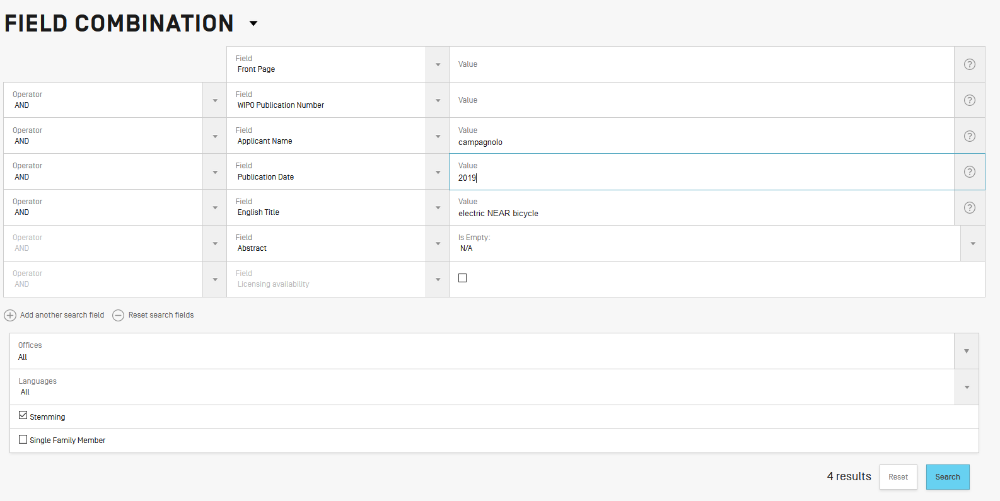 FIELD COMBINATION
Field
Front Page
Value
?
Operator
AND
Field
WIPO Publication Number
Value
?
Operator
AND
Field
Applicant Name
Value
campagnolo
?
Operator
AND
Field
Publication Date
Value
2019
?
Operator
AND
Field
English Title
Value
electric NEAR bicycle
?
Operator
AND
Field
Abstract
Is Empty:
N/A
Operator
AND
Field
Licensing availability
Add another search field
Reset search fields
Offices
All
Languages
All
Stemming
Single Family Member
4 results
Reset
Search